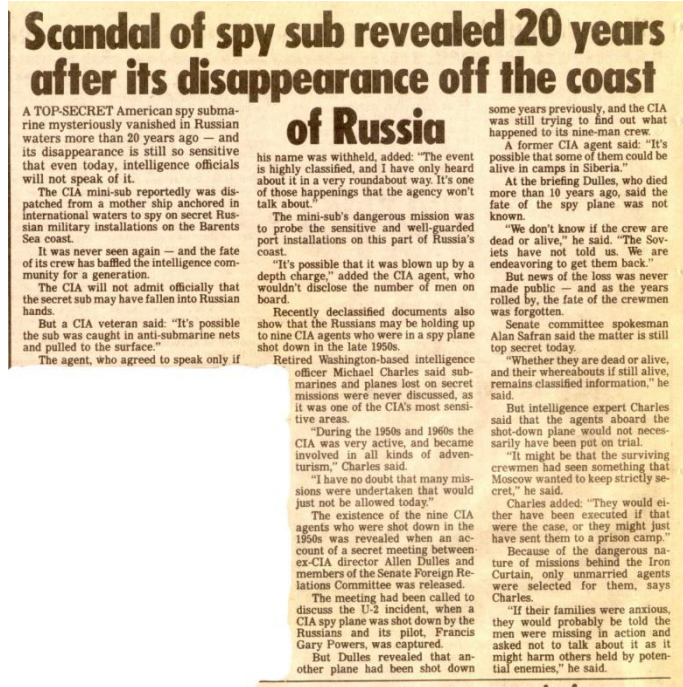 Scandal of spy sub revealed 20 years
after its disappearance off the coast
of Russia
A TOP-SECRET American spy subma-
rine mysteriously vanished in Russian
waters more than 20 years ago — and
its disappearance is still so sensitive
that even today, intelligence officials
will not speak of it.
The CIA mini-sub reportedly was dis-
patched from a mother ship anchored in
international waters to spy on secret Rus-
sian military installations on the Barents
Sea coast.
It was never seen again — and the fate
of its crew has baffled the intelligence com-
munity for a generation.
The CIA will not admit officially that
the secret sub may have fallen into Russian
hands.
But a CIA veteran said: "It's possible
the sub was caught in anti-submarine nets
and pulled to the surface."
The agent, who agreed to speak only if
his name was withheld, added: "The event
is highly classified, and I have only heard
about it in a very roundabout way. It's one
of those happenings that the agency won't
talk about."
The mini-sub's dangerous mission was
to probe the sensitive and well-guarded
port installations on this part of Russia's
coast.
"It's possible that it was blown up by a
depth charge," added the CIA agent, who
wouldn't disclose the number of men on
board.
Recently declassified documents also
show that the Russians may be holding up
to nine CIA agents who were in a spy plane
shot down in the late 1950s.
Retired Washington-based intelligence
officer Michael Charles said sub-
marines and planes lost on secret
missions were never discussed, as
it was one of the CIA's most sensi-
tive areas.
"During the 1950s and 1960s the
CIA was very active, and became
involved in all kinds of adven-
turism," Charles said.
"I have no doubt that many mis-
sions were undertaken that would
just not be allowed today."
The existence of the nine CIA
agents who were shot down in the
1950s was revealed when an ac-
count of a secret meeting between
ex-CIA director Allen Dulles and
members of the Senate Foreign Re-
lations Committee was released.
The meeting had been called to
discuss the U-2 incident, when a
CIA spy plane was shot down by the
Russians and its pilot, Francis
Gary Powers, was captured.
But Dulles revealed that an-
other plane had been shot down
some years previously, and the CIA
was still trying to find out what
happened to its nine-man crew.
A former CIA agent said: "It's
possible that some of them could be
alive in camps in Siberia."
At the briefing Dulles, who died
more than 10 years ago, said the
fate of the spy plane was not
known.
"We don't know if the crew are
dead or alive," he said. "The Sov-
iets have not told us. We are
endeavoring to get them back."
But news of the loss was never
made public — and as the years
rolled by, the fate of the crewmen
was forgotten.
Senate committee spokesman
Alan Safran said the matter is still
top secret today.
"Whether they are dead or alive,
and their whereabouts if still alive,
remains classified information," he
said.
But intelligence expert Charles
said that the agents aboard the
shot-down plane would not neces-
sarily have been put on trial.
"It might be that the surviving
crewmen had seen something that
Moscow wanted to keep strictly se-
cret," he said.
Charles added: "They would ei-
ther have been executed if that
were the case, or they might just
have sent them to a prison camp."
Because of the dangerous na-
ture of missions behind the Iron
Curtain, only unmarried agents
were selected for them, says
Charles.
"If their families were anxious,
they would probably be told the
men were missing in action and
asked not to talk about it as it
might harm others held by poten-
tial enemies," he said.